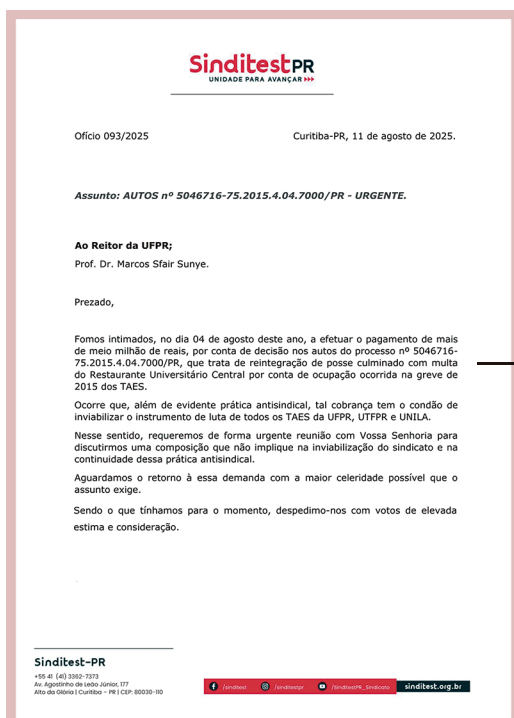 SinditestPR
UNIDADE PARA AVANÇAR
Ofício 093/2025 Curitiba-PR, 11 de agosto de 2025.
Assunto: AUTOS nº 5046716-75.2015.4.04.7000/PR - URGENTE.
Ao Reitor da UFPR;
Prof. Dr. Marcos Sfair Sunye.
Prezado,
Fomos intimados, no dia 04 de agosto deste ano, a efetuar o pagamento de mais
de meio milhão de reais, por conta de decisão nos autos do processo nº 5046716-
75.2015.4.04.7000/PR, que trata de reintegração de posse culminado com multa
do Restaurante Universitário Central por conta de ocupação ocorrida na greve de
2015 dos TAES.
Ocorre que, além de evidente prática antisindical, tal cobrança tem o condão de
inviabilizar o instrumento de luta de todos os TAES da UFPR, UTFPR e UNILA.
Nesse sentido, requeremos de forma urgente reunião com Vossa Senhoria para
discutirmos uma composição que não implique na inviabilização do sindicato e na
continuidade dessa prática antisindical.
Aguardamos o retorno à essa demanda com a maior celeridade possível que o
assunto exige.
Sendo o que tínhamos para o momento, despedimo-nos com votos de elevada
estima e consideração.
Sinditest-PR
+55 41 (41) 3362-7373
Av. Agostinho de Leão Júnior, 177
Alto da Glória | Curitiba – PR | CEP: 80030-110
/sinditest /sinditestpr /SinditestPR_Sindicato sinditest.org.br